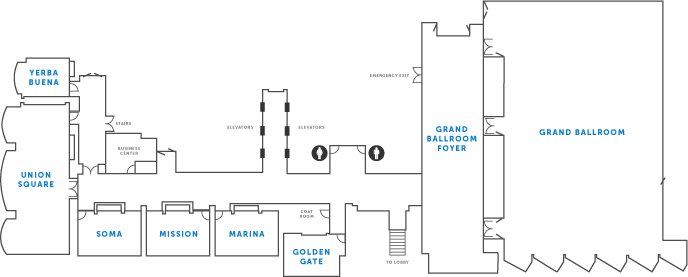 EMERGENCY EXIT
YERBA
BUENA
STAIRS
ELEVATORS
ELEVATORS
GRAND
BALLROOM
FOYER
GRAND BALLROOM
BUSINESS
CENTER
UNION
SQUARE
COAT
ROOM
SOMA
MISSION
MARINA
GOLDEN
GATE
TO LOBBY